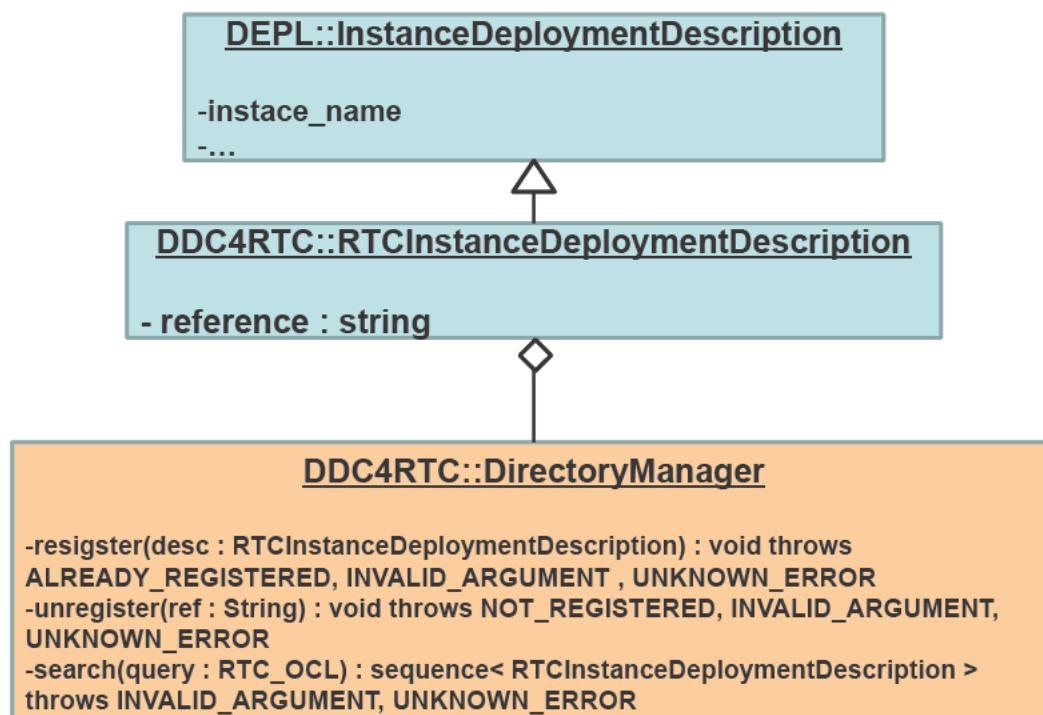 DEPL::InstanceDeploymentDescription
-instace_name
-...
DDC4RTC::RTCInstanceDeploymentDescription
- reference : string
DDC4RTC::DirectoryManager
-resigster(desc : RTCInstanceDeploymentDescription) : void throws
ALREADY_REGISTERED, INVALID_ARGUMENT , UNKNOWN_ERROR
-unregister(ref : String) : void throws NOT_REGISTERED, INVALID_ARGUMENT,
UNKNOWN_ERROR
-search(query : RTC_OCL) : sequence< RTCInstanceDeploymentDescription >
throws INVALID_ARGUMENT, UNKNOWN_ERROR